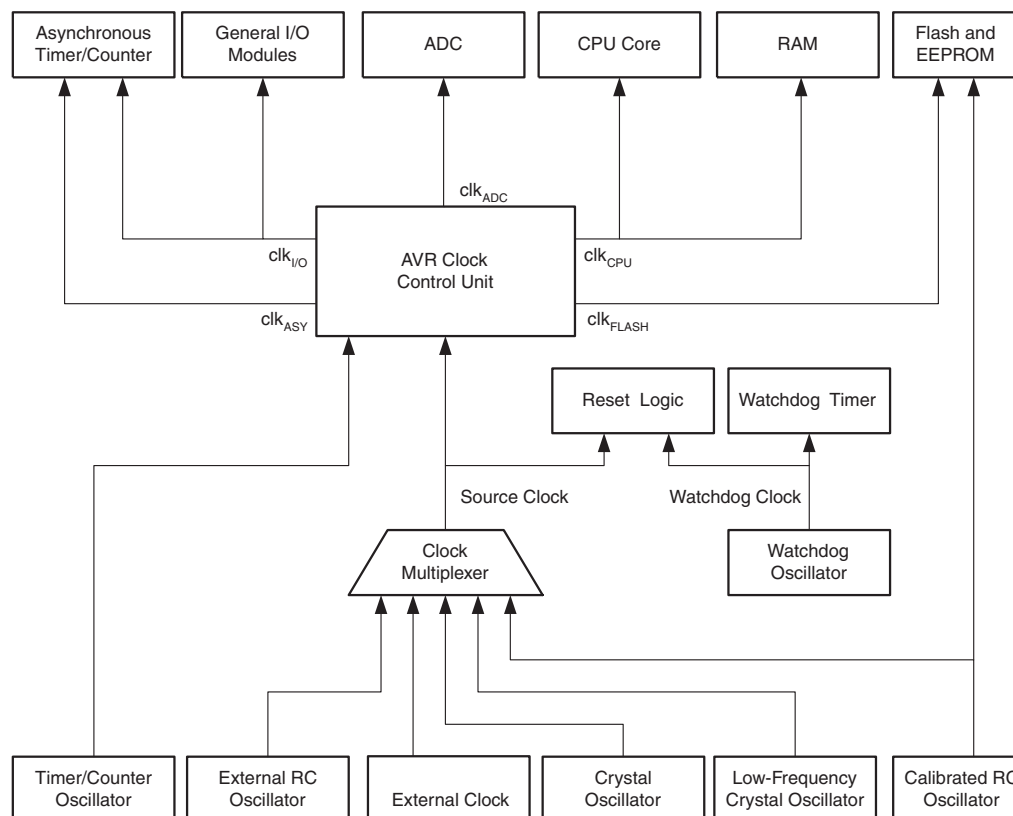 Asynchronous
Timer/Counter
General I/O
Modules
ADC
CPU Core
RAM
Flash and
EEPROM
clkADC
clkI/O
AVR Clock
Control Unit
clkCPU
clkASY
clkFLASH
Reset Logic
Watchdog Timer
Source Clock
Watchdog Clock
Clock
Multiplexer
Watchdog
Oscillator
Timer/Counter
Oscillator
External RC
Oscillator
External Clock
Crystal
Oscillator
Low-Frequency
Crystal Oscillator
Calibrated RC
Oscillator